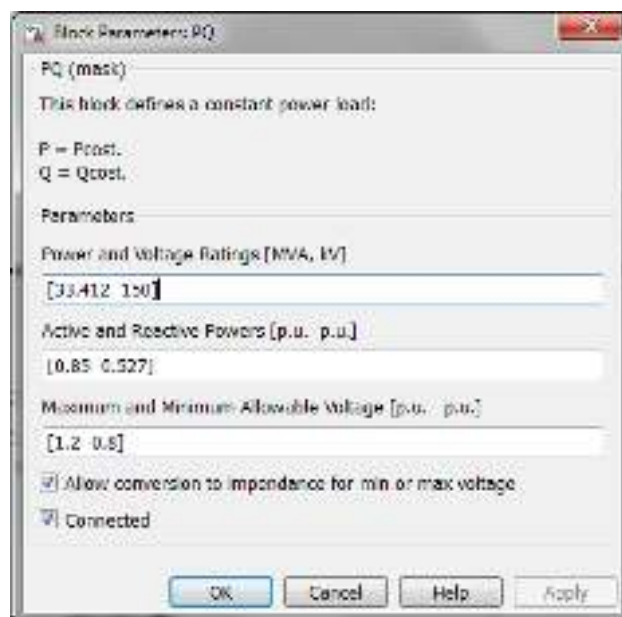 Block Parameters: PQ
PQ (mask)
This block defines a constant power load:
P = Pcost.
Q = Qcost.
Parameters
Power and Voltage Ratings [MVA, kV]
[33.412 150]
Active and Reactive Powers [p.u. p.u.]
[0.85 0.527]
Maximum and Minimum Allowable Voltage [p.u. p.u.]
[1.2 0.8]
Allow conversion to impendance for min or max voltage
Connected
OK
Cancel
Help
Apply